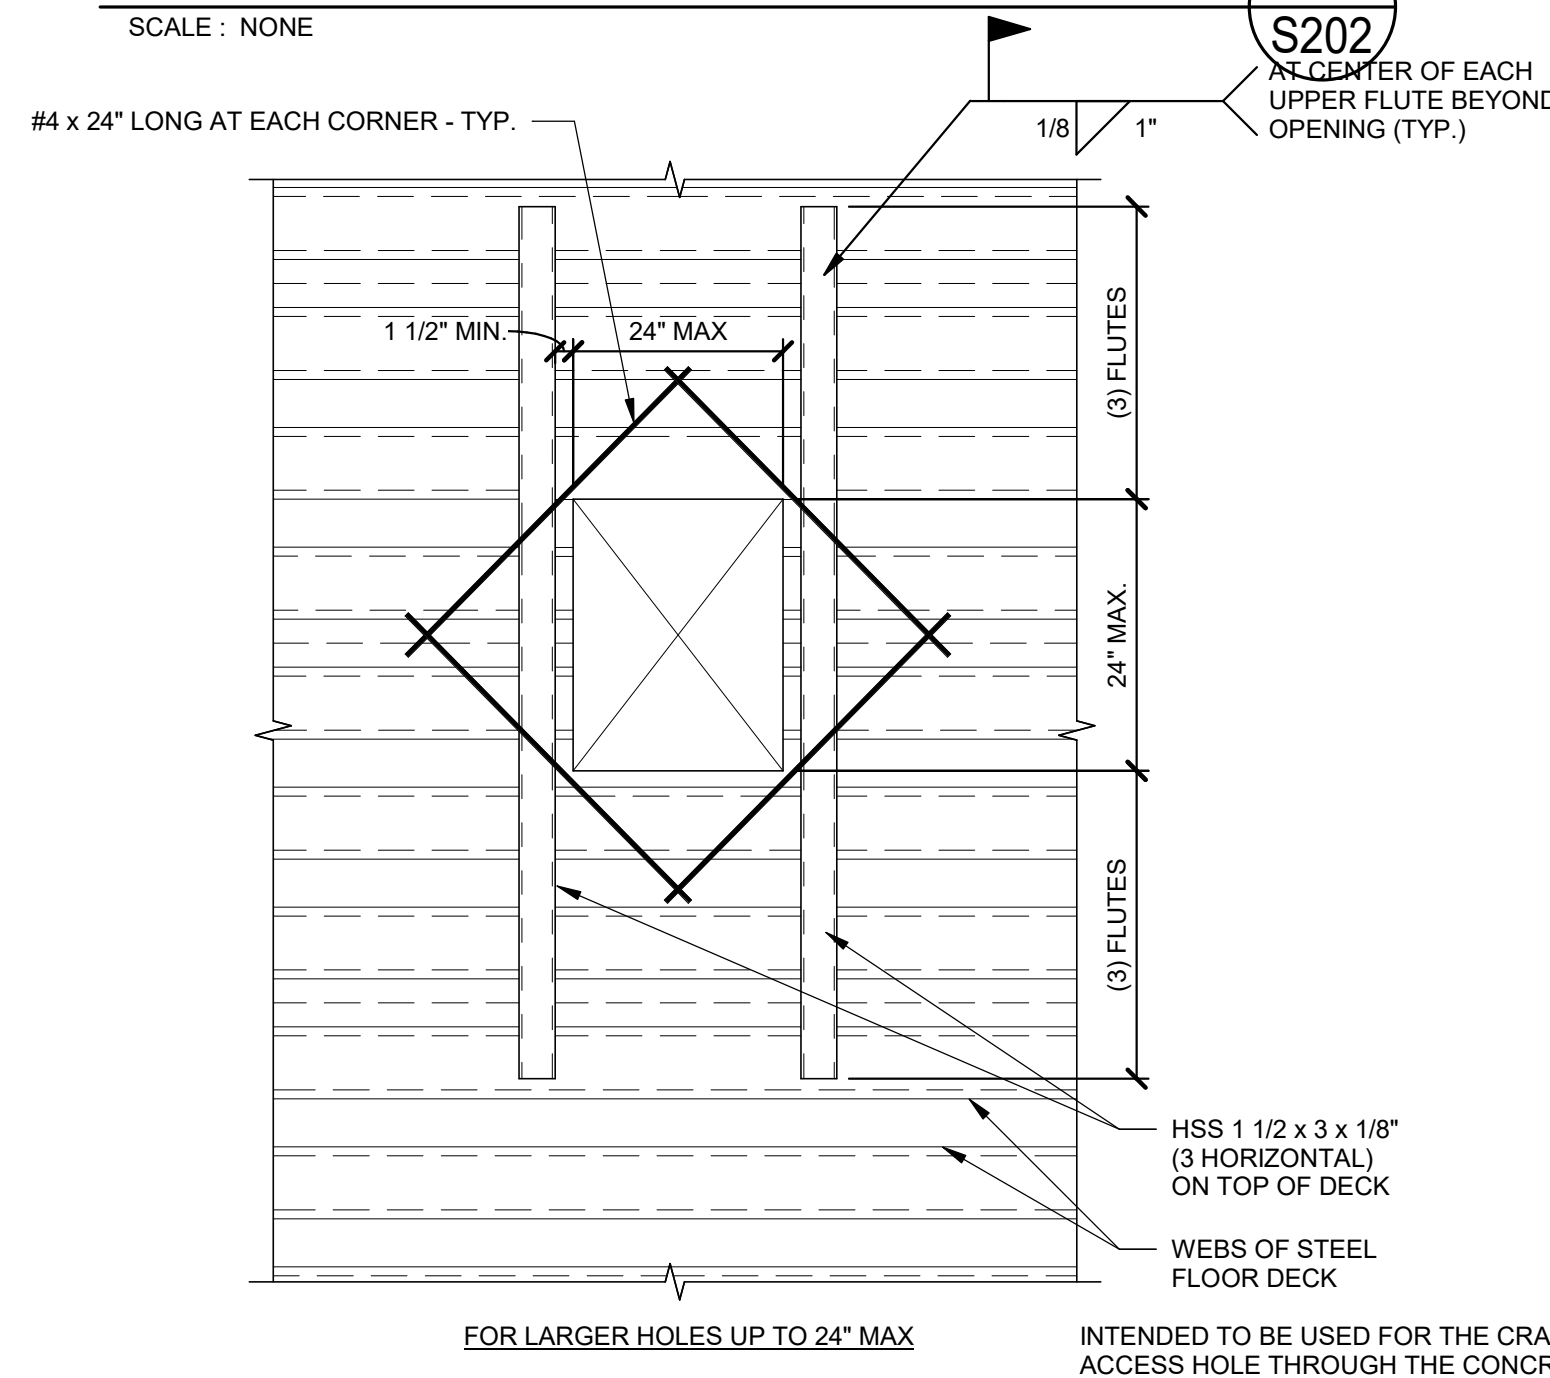 SCALE : NONE
S202
AT CENTER OF EACH
UPPER FLUTE BEYOND
OPENING (TYP.)
#4 x 24" LONG AT EACH CORNER - TYP.
1/8
1"
1 1/2" MIN.
24" MAX
(3) FLUTES
24" MAX.
(3) FLUTES
HSS 1 1/2 x 3 x 1/8"
(3 HORIZONTAL)
ON TOP OF DECK
WEBS OF STEEL
FLOOR DECK
FOR LARGER HOLES UP TO 24" MAX
INTENDED TO BE USED FOR THE
ACCESS HOLE THROUGH THE